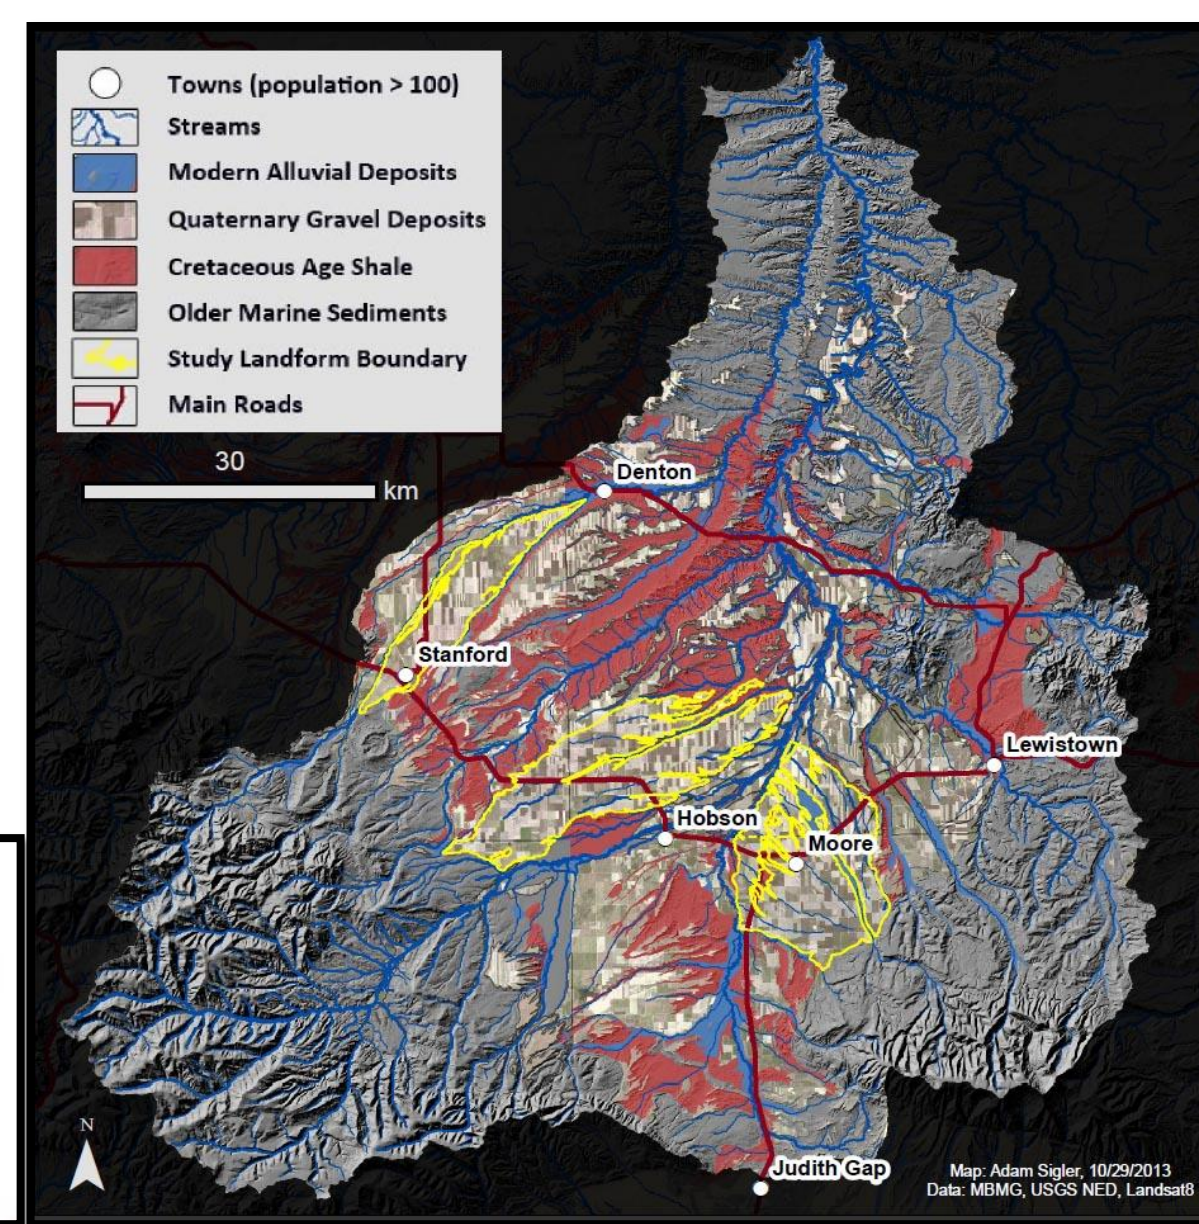 Towns (population > 100)
Streams
Modern Alluvial Deposits
Quaternary Gravel Deposits
Cretaceous Age Shale
Older Marine Sediments
Study Landform Boundary
Main Roads
30
km
Denton
Stanford
Lewistown
Hobson
Moore
N
Judith Gap
Map: Adam Sigler, 10/29/2013
Data: MBMG, USGS NED, Landsat8